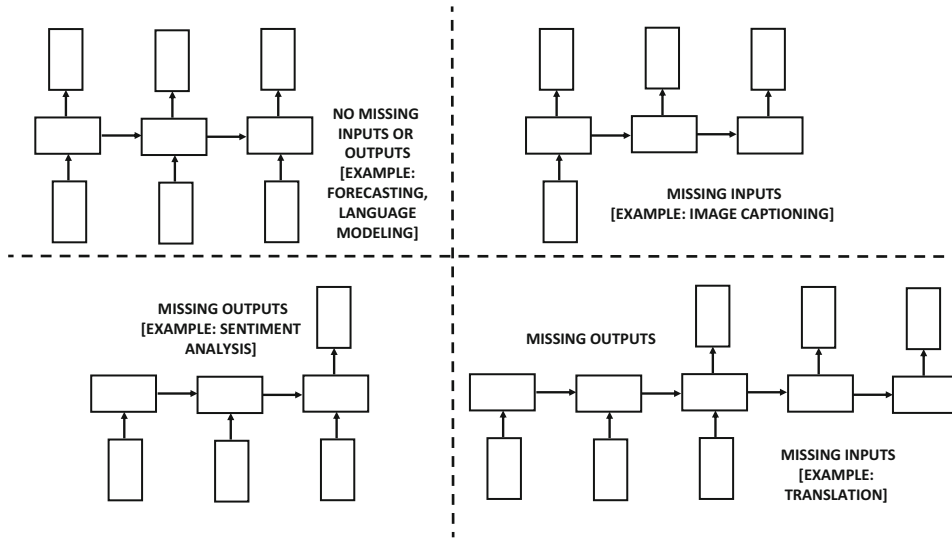 NO MISSING
INPUTS OR
OUTPUTS
[EXAMPLE:
FORECASTING,
LANGUAGE
MODELING]
MISSING INPUTS
[EXAMPLE: IMAGE CAPTIONING]
MISSING OUTPUTS
[EXAMPLE: SENTIMENT
ANALYSIS]
MISSING OUTPUTS
MISSING INPUTS
[EXAMPLE:
TRANSLATION]